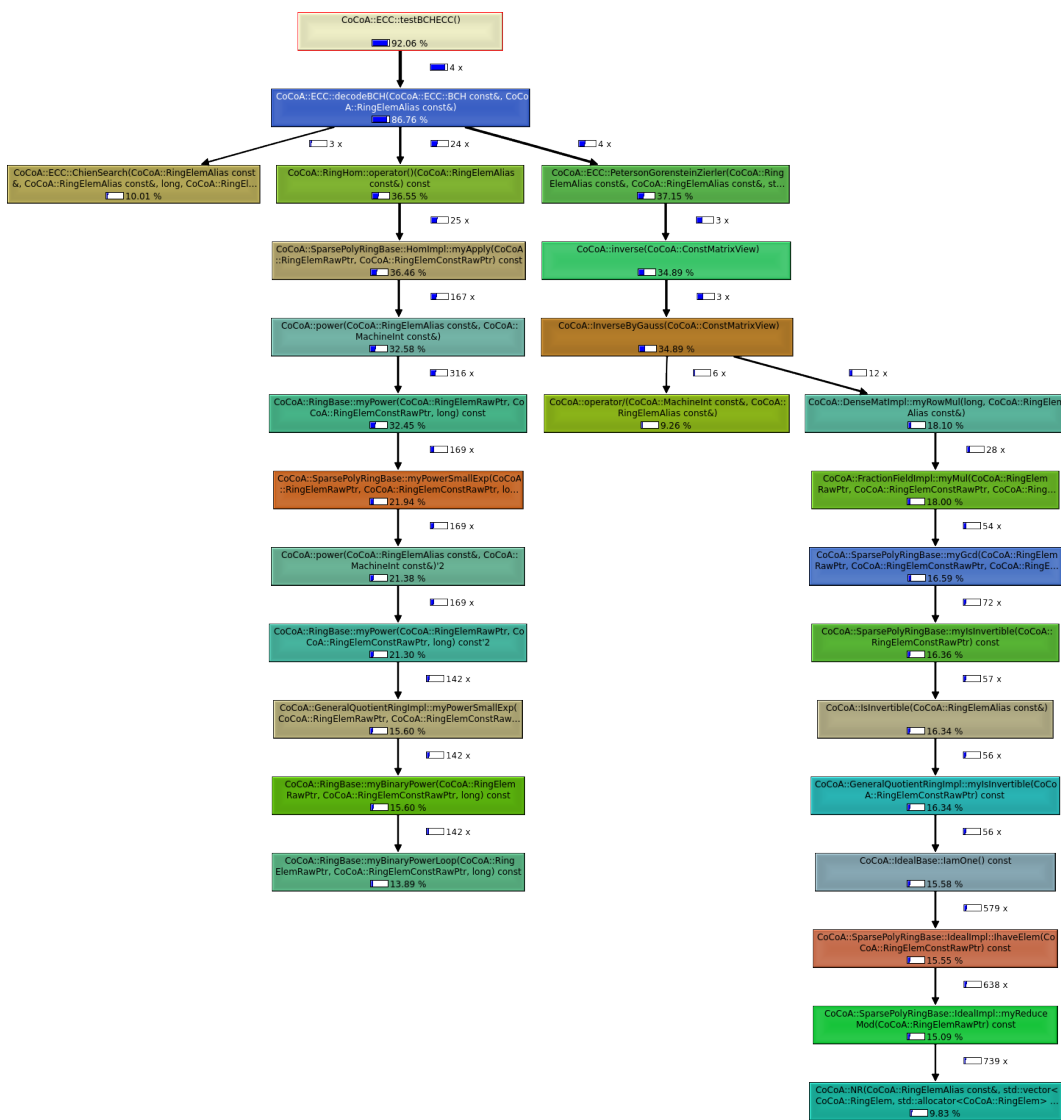 CoCoA::ECC::testBCHECC()
92.06 %
4 x
CoCoA::ECC::decodeBCH(CoCoA::ECC::BCH const&, CoCo
A::RingElemAlias const&)
86.76 %
3 x
24 x
4 x
CoCoA::ECC::ChienSearch(CoCoA::RingElemAlias const
&, CoCoA::RingElemAlias const&, long, CoCoA::RingEl...
10.01 %
CoCoA::RingHom::operator()(CoCoA::RingElemAlias
const&) const
36.55 %
CoCoA::ECC::PetersonGorensteinZierler(CoCoA::Ring
ElemAlias const&, CoCoA::RingElemAlias const&, st...
37.15 %
25 x
3 x
CoCoA::SparsePolyRingBase::HomImpl::myApply(CoCoA
::RingElemRawPtr, CoCoA::RingElemConstRawPtr) const
36.46 %
CoCoA::inverse(CoCoA::ConstMatrixView)
34.89 %
167 x
3 x
CoCoA::power(CoCoA::RingElemAlias const&, CoCoA::
MachineInt const&)
32.58 %
CoCoA::InverseByGauss(CoCoA::ConstMatrixView)
34.89 %
316 x
6 x
12 x
CoCoA::RingBase::myPower(CoCoA::RingElemRawPtr, Co
CoA::RingElemConstRawPtr, long) const
32.45 %
CoCoA::operator/(CoCoA::MachineInt const&, CoCoA::
RingElemAlias const&)
9.26 %
CoCoA::DenseMatImpl::myRowMul(long, CoCoA::RingElem
Alias const&)
18.10 %
169 x
28 x
CoCoA::SparsePolyRingBase::myPowerSmallExp(CoCoA
::RingElemRawPtr, CoCoA::RingElemConstRawPtr, lo...
21.94 %
CoCoA::FractionFieldImpl::myMul(CoCoA::RingElem
RawPtr, CoCoA::RingElemConstRawPtr, CoCoA::Ring...
18.00 %
169 x
54 x
CoCoA::power(CoCoA::RingElemAlias const&, CoCoA::
MachineInt const&)'2
21.38 %
CoCoA::SparsePolyRingBase::myGcd(CoCoA::RingElem
RawPtr, CoCoA::RingElemConstRawPtr, CoCoA::RingE...
16.59 %
169 x
72 x
CoCoA::RingBase::myPower(CoCoA::RingElemRawPtr, Co
CoA::RingElemConstRawPtr, long) const'2
21.30 %
CoCoA::SparsePolyRingBase::myIsInvertible(CoCoA::
RingElemConstRawPtr) const
16.36 %
142 x
57 x
CoCoA::GeneralQuotientRingImpl::myPowerSmallExp(
CoCoA::RingElemRawPtr, CoCoA::RingElemConstRaw...
15.60 %
CoCoA::IsInvertible(CoCoA::RingElemAlias const&)
16.34 %
142 x
56 x
CoCoA::RingBase::myBinaryPower(CoCoA::RingElem
RawPtr, CoCoA::RingElemConstRawPtr, long) const
15.60 %
CoCoA::GeneralQuotientRingImpl::myIsInvertible(CoCo
A::RingElemConstRawPtr) const
16.34 %
142 x
56 x
CoCoA::RingBase::myBinaryPowerLoop(CoCoA::Ring
ElemRawPtr, CoCoA::RingElemConstRawPtr, long) const
13.89 %
CoCoA::IdealBase::IamOne() const
15.58 %
579 x
CoCoA::SparsePolyRingBase::IdealImpl::IhaveElem(Co
CoA::RingElemConstRawPtr) const
15.55 %
638 x
CoCoA::SparsePolyRingBase::IdealImpl::myReduce
Mod(CoCoA::RingElemRawPtr) const
15.09 %
739 x
CoCoA::NR(CoCoA::RingElemAlias const&, std::vector<
CoCoA::RingElem, std::allocator<CoCoA::RingElem> ...
9.83 %